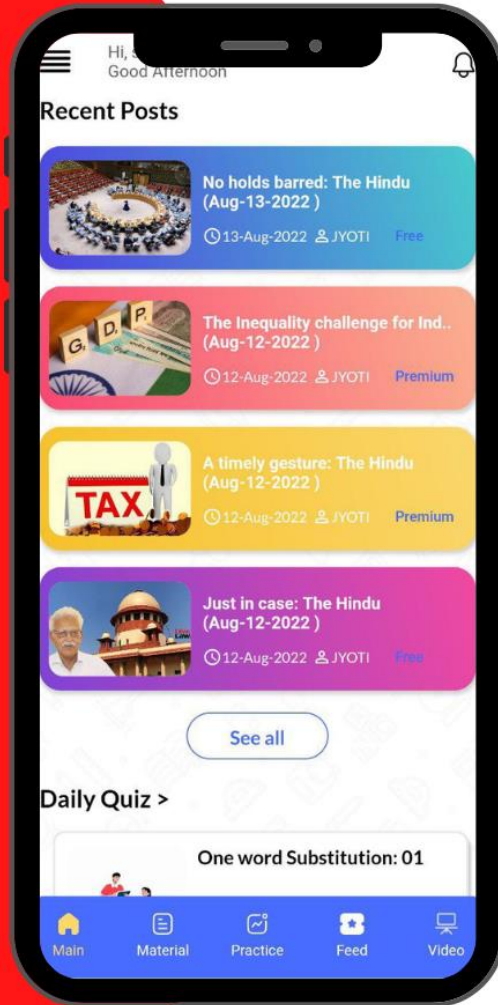 Hi,
Good Afternoon
Recent Posts
No holds barred: The Hindu
(Aug-13-2022 )
13-Aug-2022 JYOTI Free
G, D, P,
The Inequality challenge for Ind..
(Aug-12-2022 )
12-Aug-2022 JYOTI Premium
TAX
A timely gesture: The Hindu
(Aug-12-2022 )
12-Aug-2022 JYOTI Premium
Just in case: The Hindu
(Aug-12-2022 )
12-Aug-2022 JYOTI Free
See all
Daily Quiz >
One word Substitution: 01
Main Material Practice Feed Video